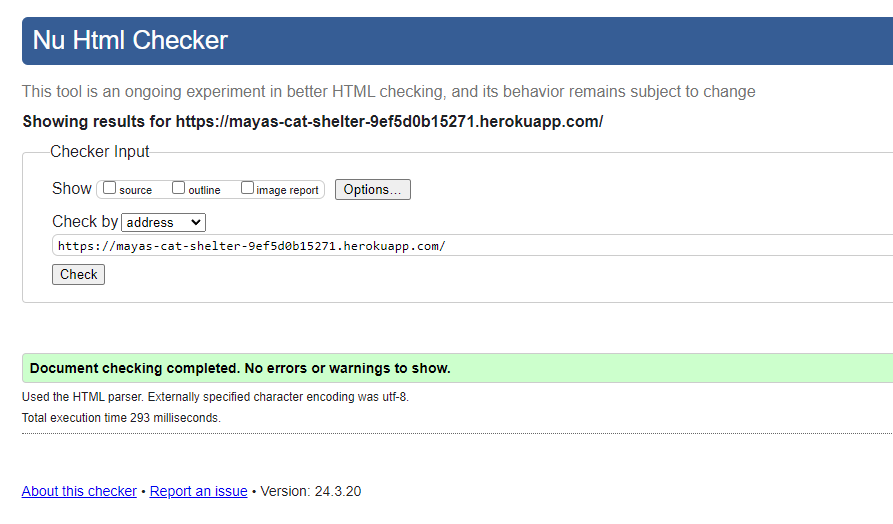 Nu Html Checker
This tool is an ongoing experiment in better HTML checking, and its behavior remains subject to change
Showing results for https://mayas-cat-shelter-9ef5d0b15271.herokuapp.com/
Checker Input
Show source outline image report Options...
Check by address
https://mayas-cat-shelter-9ef5d0b15271.herokuapp.com/
Check
Document checking completed. No errors or warnings to show.
Used the HTML parser. Externally specified character encoding was utf-8.
Total execution time 293 milliseconds.
About this checker • Report an issue • Version: 24.3.20